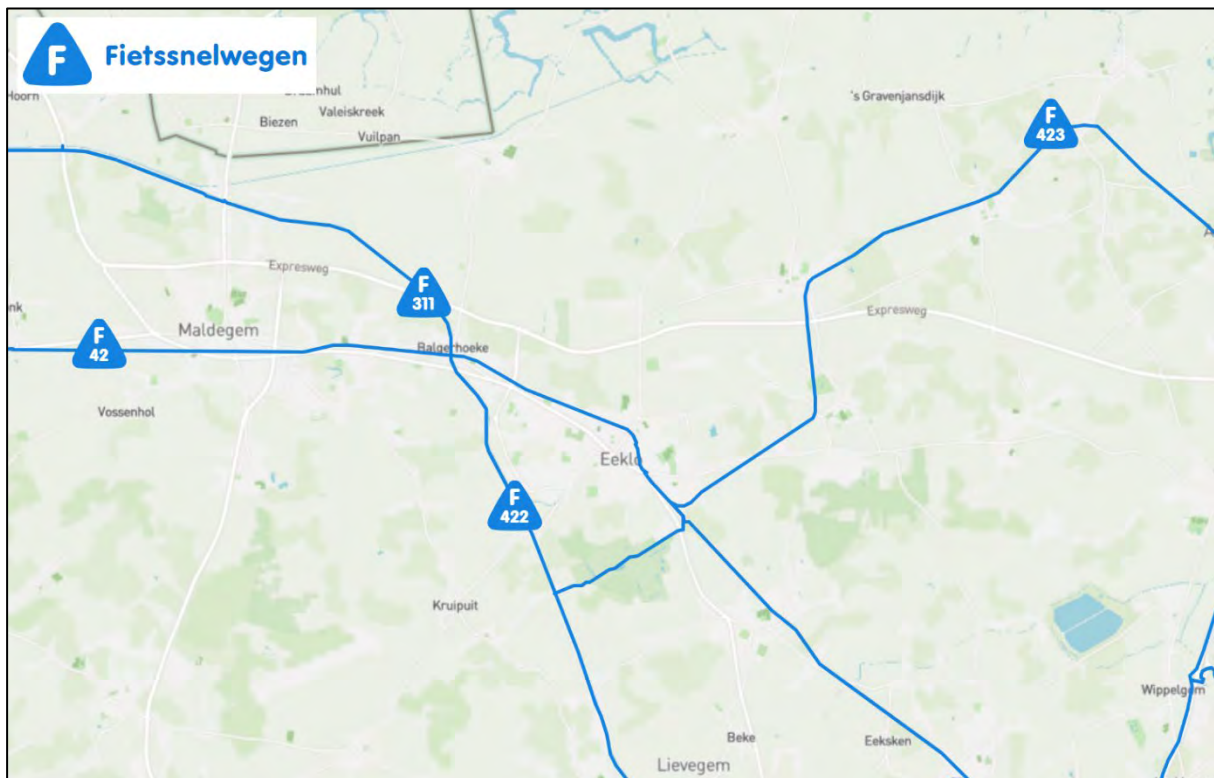 F Fietssnelwegen
Hoorn
Valeiskreek
Biezen
Vuilpan
's Gravenjansdijk
F
423
Expresweg
F
311
Expresweg
Maldegem
F
42
Balgerhoeke
Vossenhol
Eeklo
F
422
Kruipuit
Wippelgem
Beke
Eeksken
Lievegem